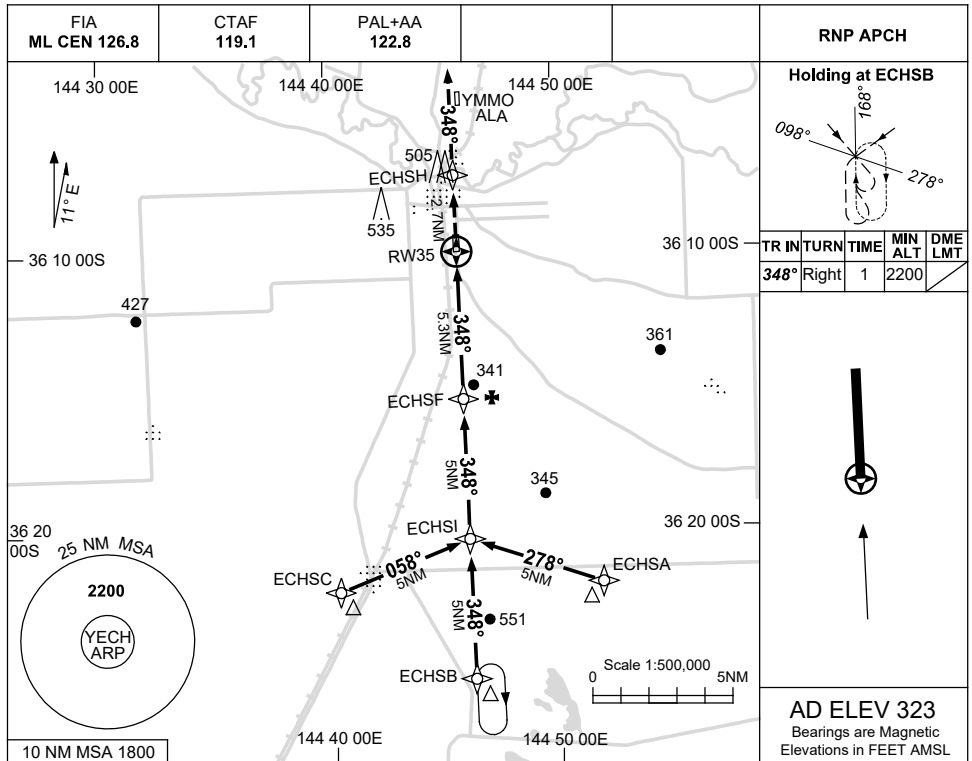 FIA
ML CEN 126.8
CTAF
119.1
PAL+AA
122.8
RNP APCH
144 30 00E
144 40 00E
144 50 00E
348°
YMMO
ALA
505
ECHSH
11° E
535
2.7NM
RW35
36 10 00S
36 10 00S
427
348°
5.3NM
361
341
ECHSF
348°
5NM
345
ECHSI
36 20
00S
36 20 00S
25 NM MSA
2200
YECH
ARP
ECHSC
058°
5NM
278°
5NM
ECHSA
348°
5NM
551
ECHSB
Scale 1:500,000
0
5NM
10 NM MSA 1800
144 40 00E
144 50 00E
Holding at ECHSB
168°
098°
278°
TR IN TURN TIME MIN ALT DME LMT
348° Right 1 2200
AD ELEV 323
Bearings are Magnetic
Elevations in FEET AMSL